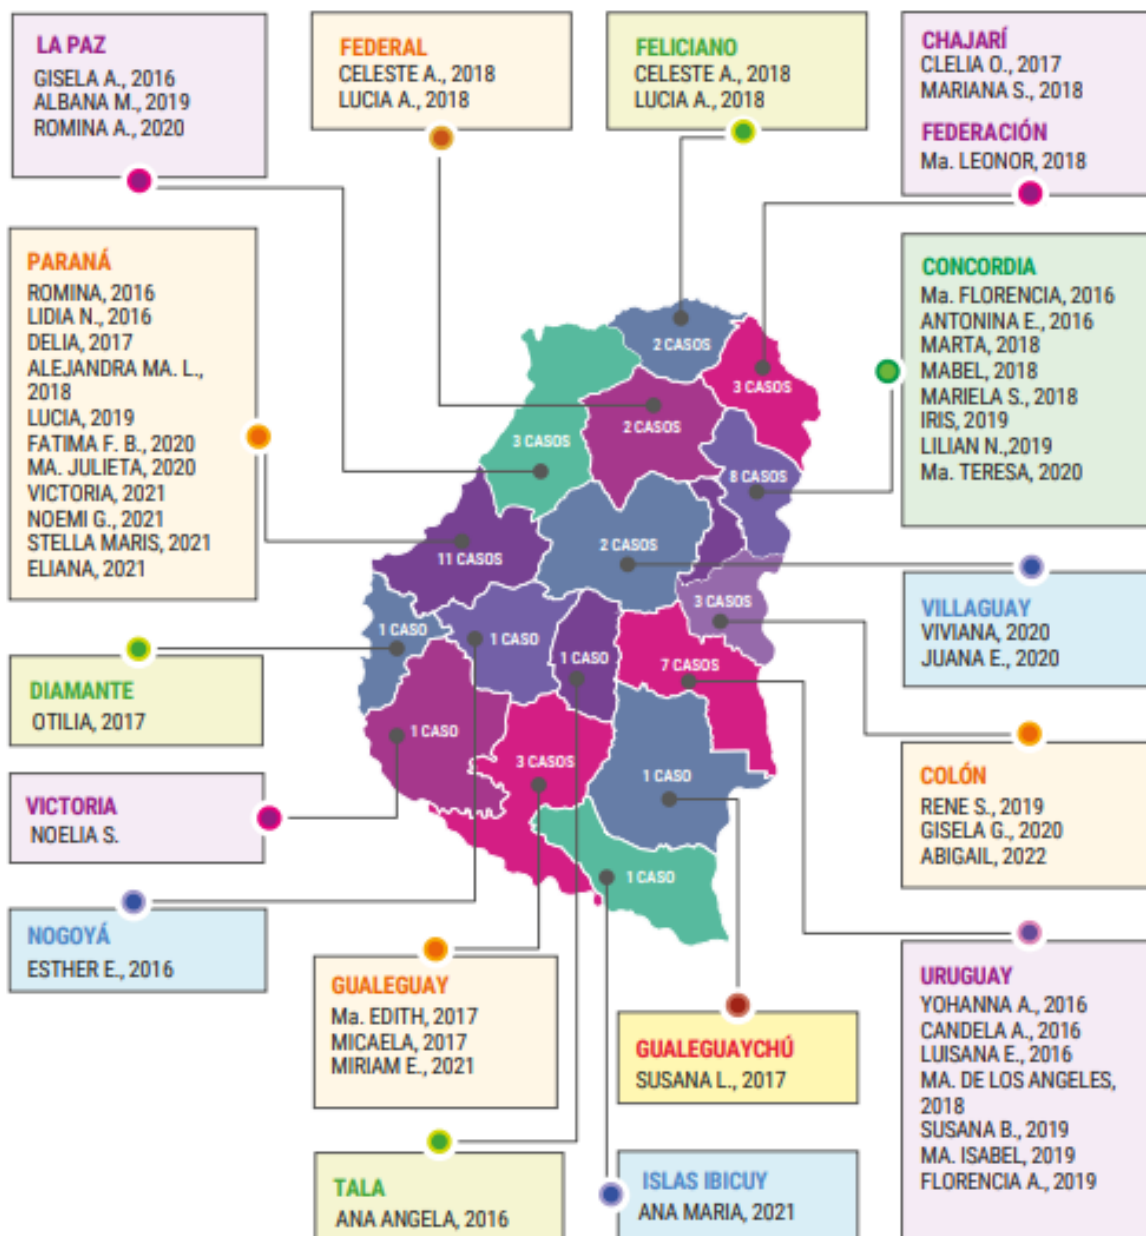 LA PAZ
GISELA A., 2016
ALBANA M., 2019
ROMINA A., 2020
FEDERAL
CELESTE A., 2018
LUCIA A., 2018
FELICIANO
CELESTE A., 2018
LUCIA A., 2018
CHAJARÍ
CLELIA O., 2017
MARIANA S., 2018
FEDERACIÓN
Ma. LEONOR, 2018
PARANÁ
ROMINA, 2016
LIDIA N., 2016
DELIA, 2017
ALEJANDRA MA. L.,
2018
LUCIA, 2019
FATIMA F. B., 2020
MA. JULIETA, 2020
VICTORIA, 2021
NOEMI G., 2021
STELLA MARIS, 2021
ELIANA, 2021
CONCORDIA
Ma. FLORENCIA, 2016
ANTONINA E., 2016
MARTA, 2018
MABEL, 2018
MARIELA S., 2018
IRIS, 2019
LILIAN N.,2019
Ma. TERESA, 2020
2 CASOS
3 CASOS
2 CASOS
3 CASOS
8 CASOS
11 CASOS
2 CASOS
3 CASOS
1 CASO
1 CASO
1 CASO
7 CASOS
1 CASO
3 CASOS
1 CASO
1 CASO
VILLAGUAY
VIVIANA, 2020
JUANA E., 2020
DIAMANTE
OTILIA, 2017
COLÓN
RENE S., 2019
GISELA G., 2020
ABIGAIL, 2022
VICTORIA
NOELIA S.
NOGOYÁ
ESTHER E., 2016
GUALEGUAY
Ma. EDITH, 2017
MICAELA, 2017
MIRIAM E., 2021
GUALEGUAYCHÚ
SUSANA L., 2017
URUGUAY
YOHANNA A., 2016
CANDELA A., 2016
LUISANA E., 2016
MA. DE LOS ANGELES,
2018
SUSANA B., 2019
MA. ISABEL, 2019
FLORENCIA A., 2019
TALA
ANA ANGELA, 2016
ISLAS IBICUY
ANA MARIA, 2021